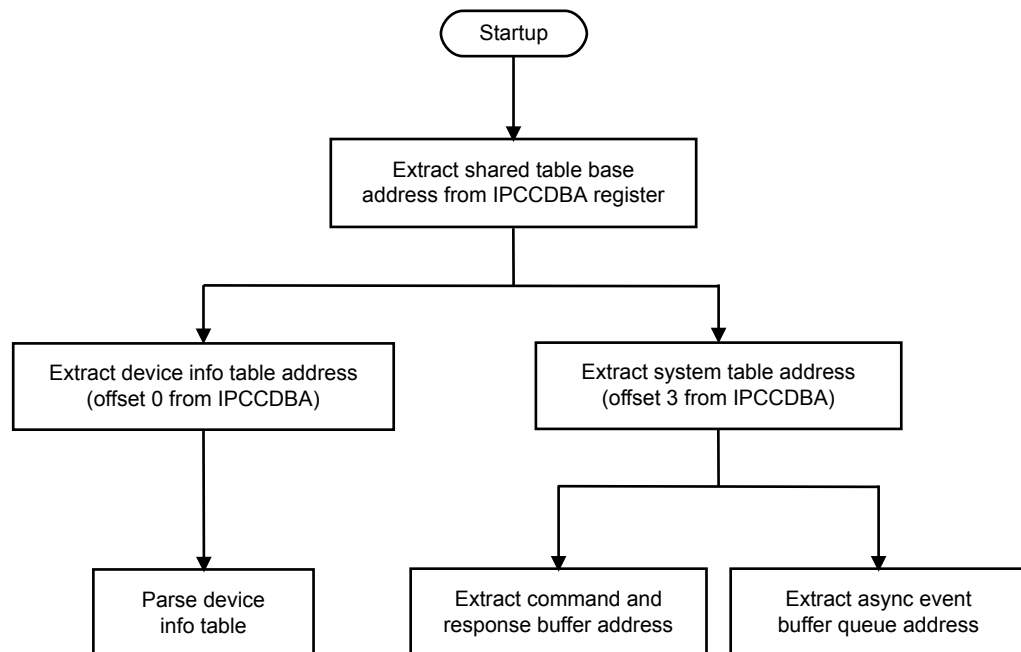 Startup
Extract shared table base
address from IPCCDBA register
Extract device info table address
(offset 0 from IPCCDBA)
Extract system table address
(offset 3 from IPCCDBA)
Parse device
info table
Extract command and
response buffer address
Extract async event
buffer queue address